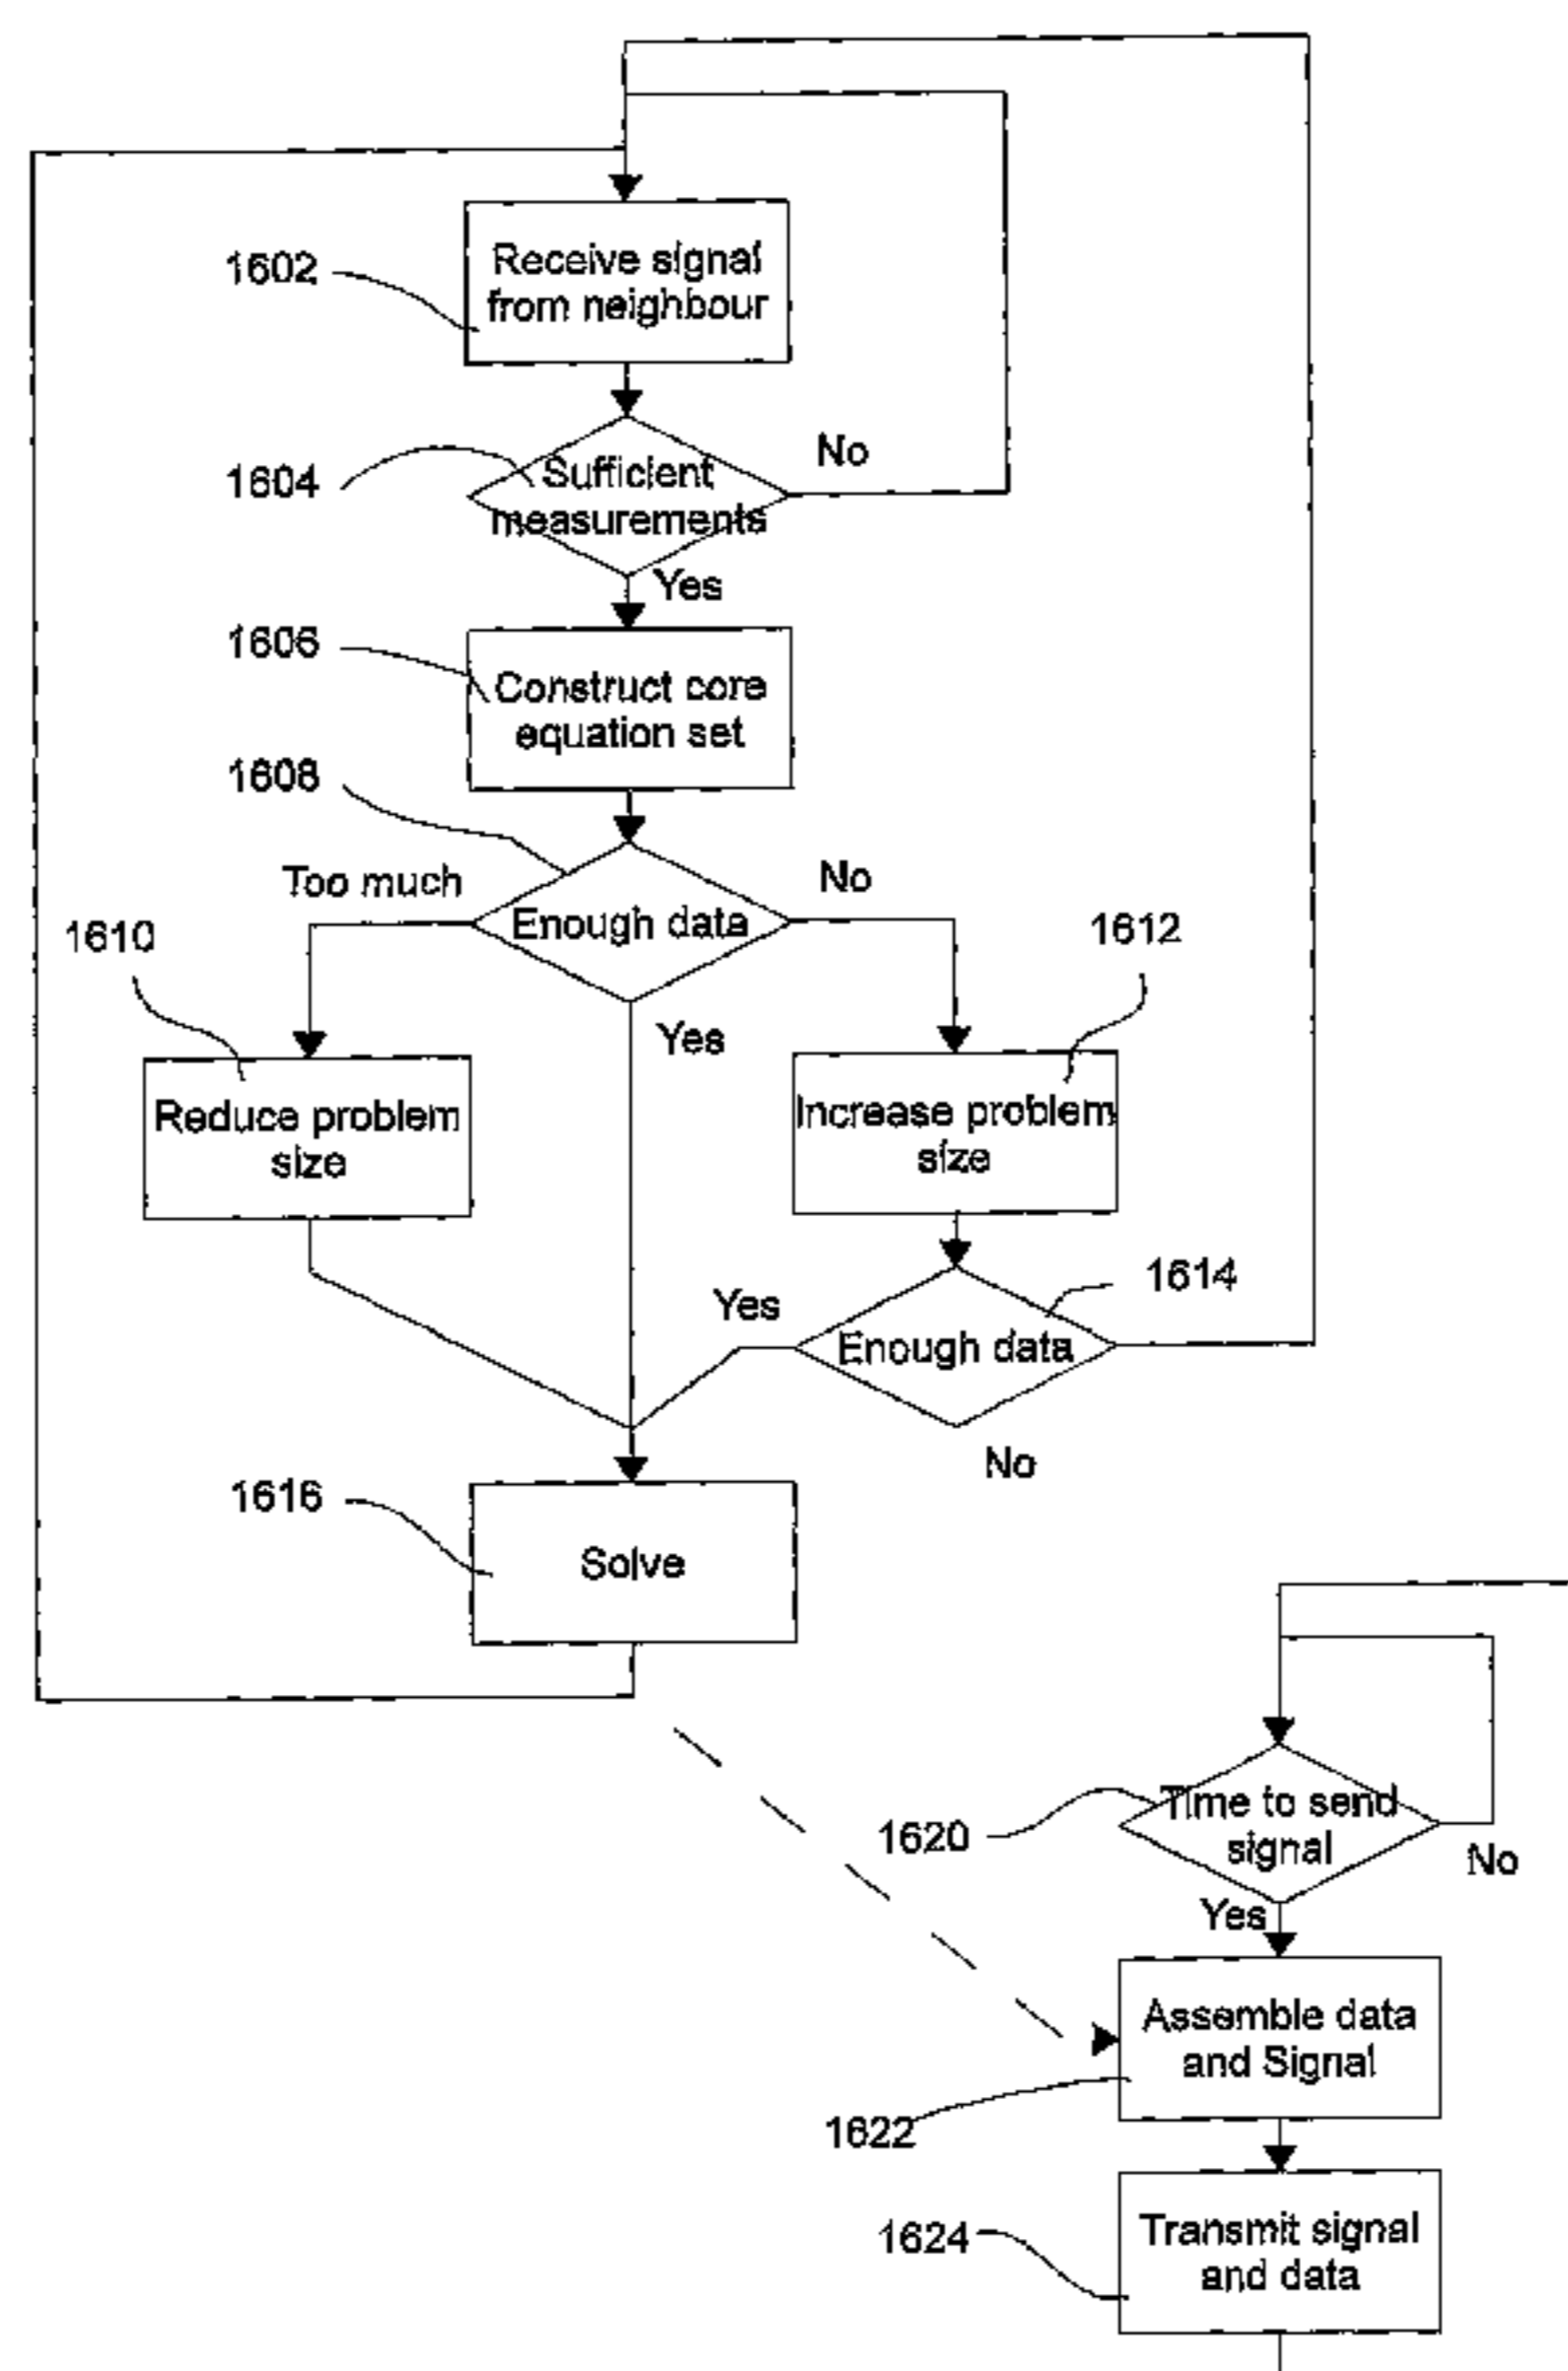 1602
Receive signal
from neighbour
1604
Sufficient
measurements
No
Yes
1606
Construct core
equation set
1608
Too much
Enough data
No
1610
1612
Yes
Reduce problem
size
Increase problem
size
1614
Yes
Enough data
No
1616
Solve
1620
Time to send
signal
No
Yes
Assemble data
and Signal
1622
1624
Transmit signal
and data